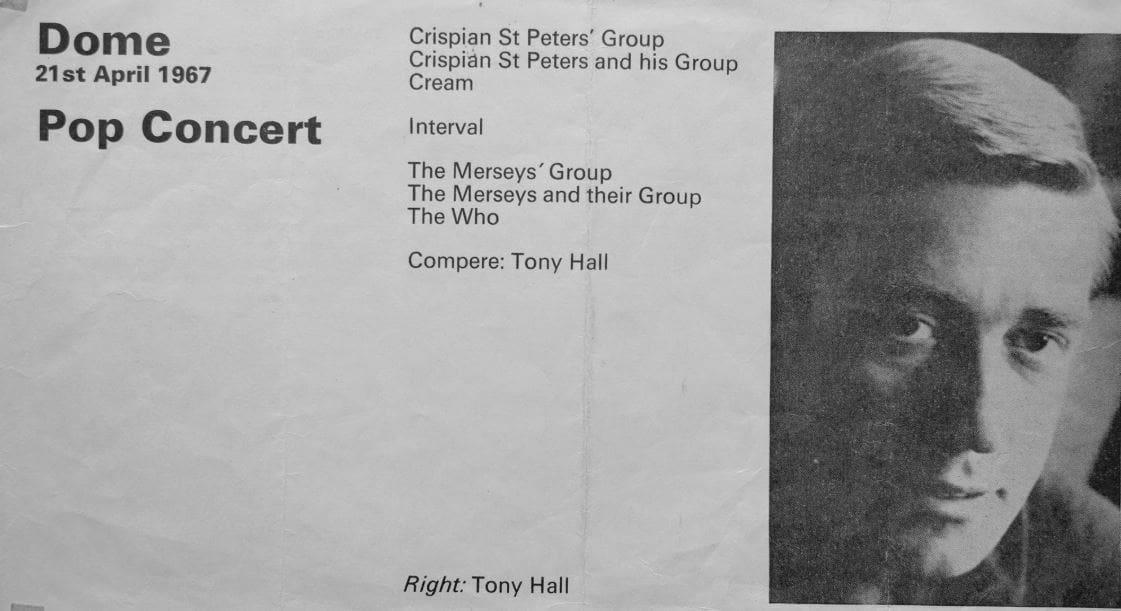 Dome
21st April 1967
Pop Concert
Crispian St Peters' Group
Crispian St Peters and his Group
Cream
Interval
The Merseys' Group
The Merseys and their Group
The Who
Compere: Tony Hall
Right: Tony Hall